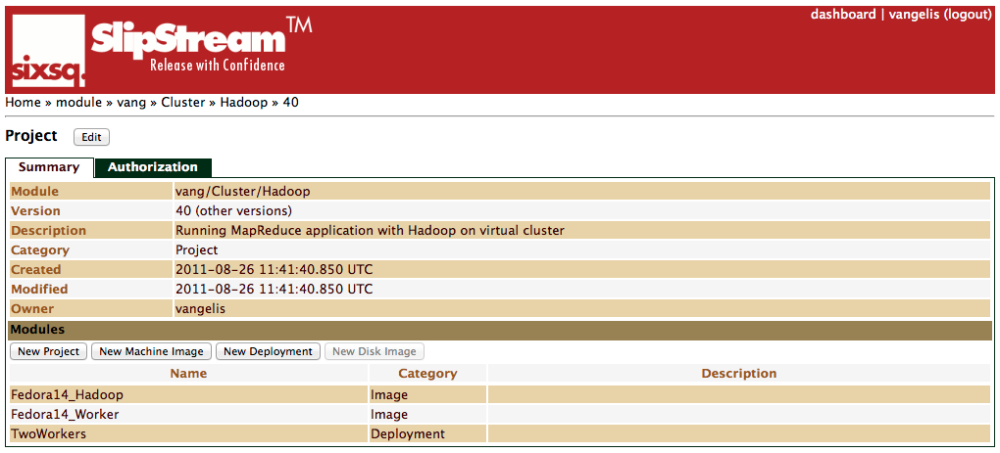 dashboard | vangelis (logout)
sixsq.
SlipStream™
Release with Confidence
Home » module » vang » Cluster » Hadoop » 40
Project Edit
Summary Authorization
Module vang/Cluster/Hadoop
Version 40 (other versions)
Description Running MapReduce application with Hadoop on virtual cluster
Category Project
Created 2011-08-26 11:41:40.850 UTC
Modified 2011-08-26 11:41:40.850 UTC
Owner vangelis
Modules
New Project New Machine Image New Deployment New Disk Image
Name Category Description
Fedora14_Hadoop Image
Fedora14_Worker Image
TwoWorkers Deployment